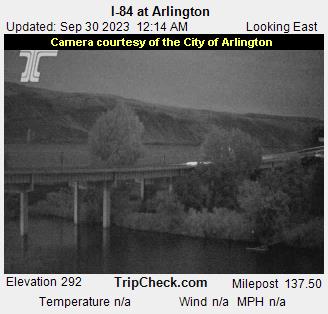 I-84 at Arlington
Updated: Sep 30 2023 12:14 AM Looking East
Camera courtesy of the City of Arlington
Elevation 292 TripCheck.com Milepost 137.50
Temperature n/a Wind n/a MPH n/a